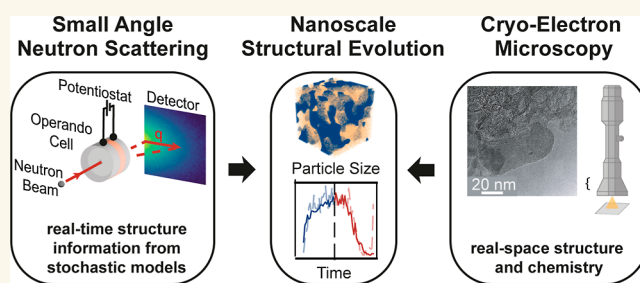 Small Angle
Neutron Scattering
Potentiostat
Detector
Operando
Cell
q
Neutron
Beam
real-time structure
information from
stochastic models
Nanoscale
Structural Evolution
Particle Size
Time
Cryo-Electron
Microscopy
20 nm
{
real-space structure
and chemistry